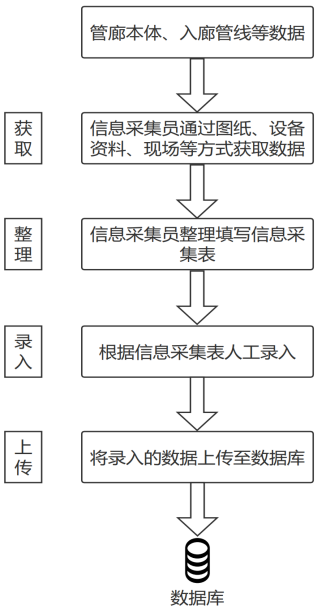 管廊本体、入廊管线等数据
获
取
信息采集员通过图纸、设备
资料、现场等方式获取数据
整
理
信息采集员整理填写信息采
集表
录
入
根据信息采集表人工录入
上
传
将录入的数据上传至数据库
数据库